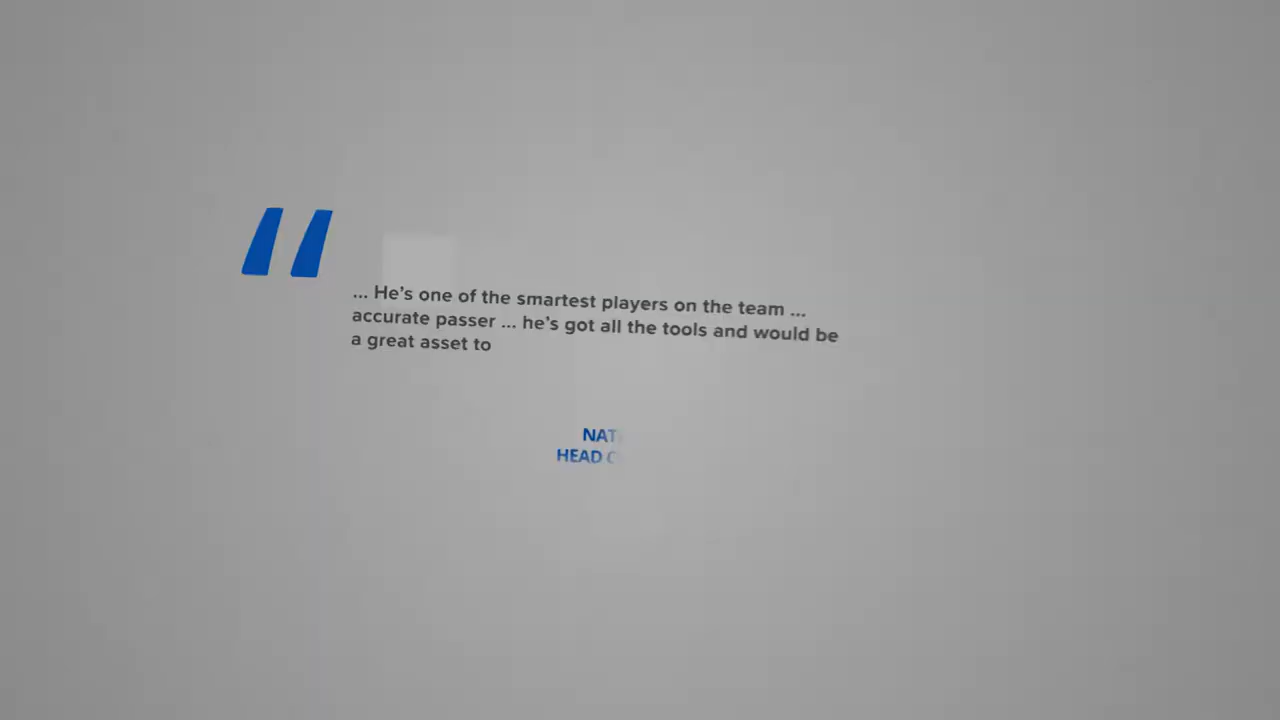 “
... He’s one of the smartest players on the team ...
accurate passer ... he’s got all the tools and would be
a great asset to
NAT
HEAD C